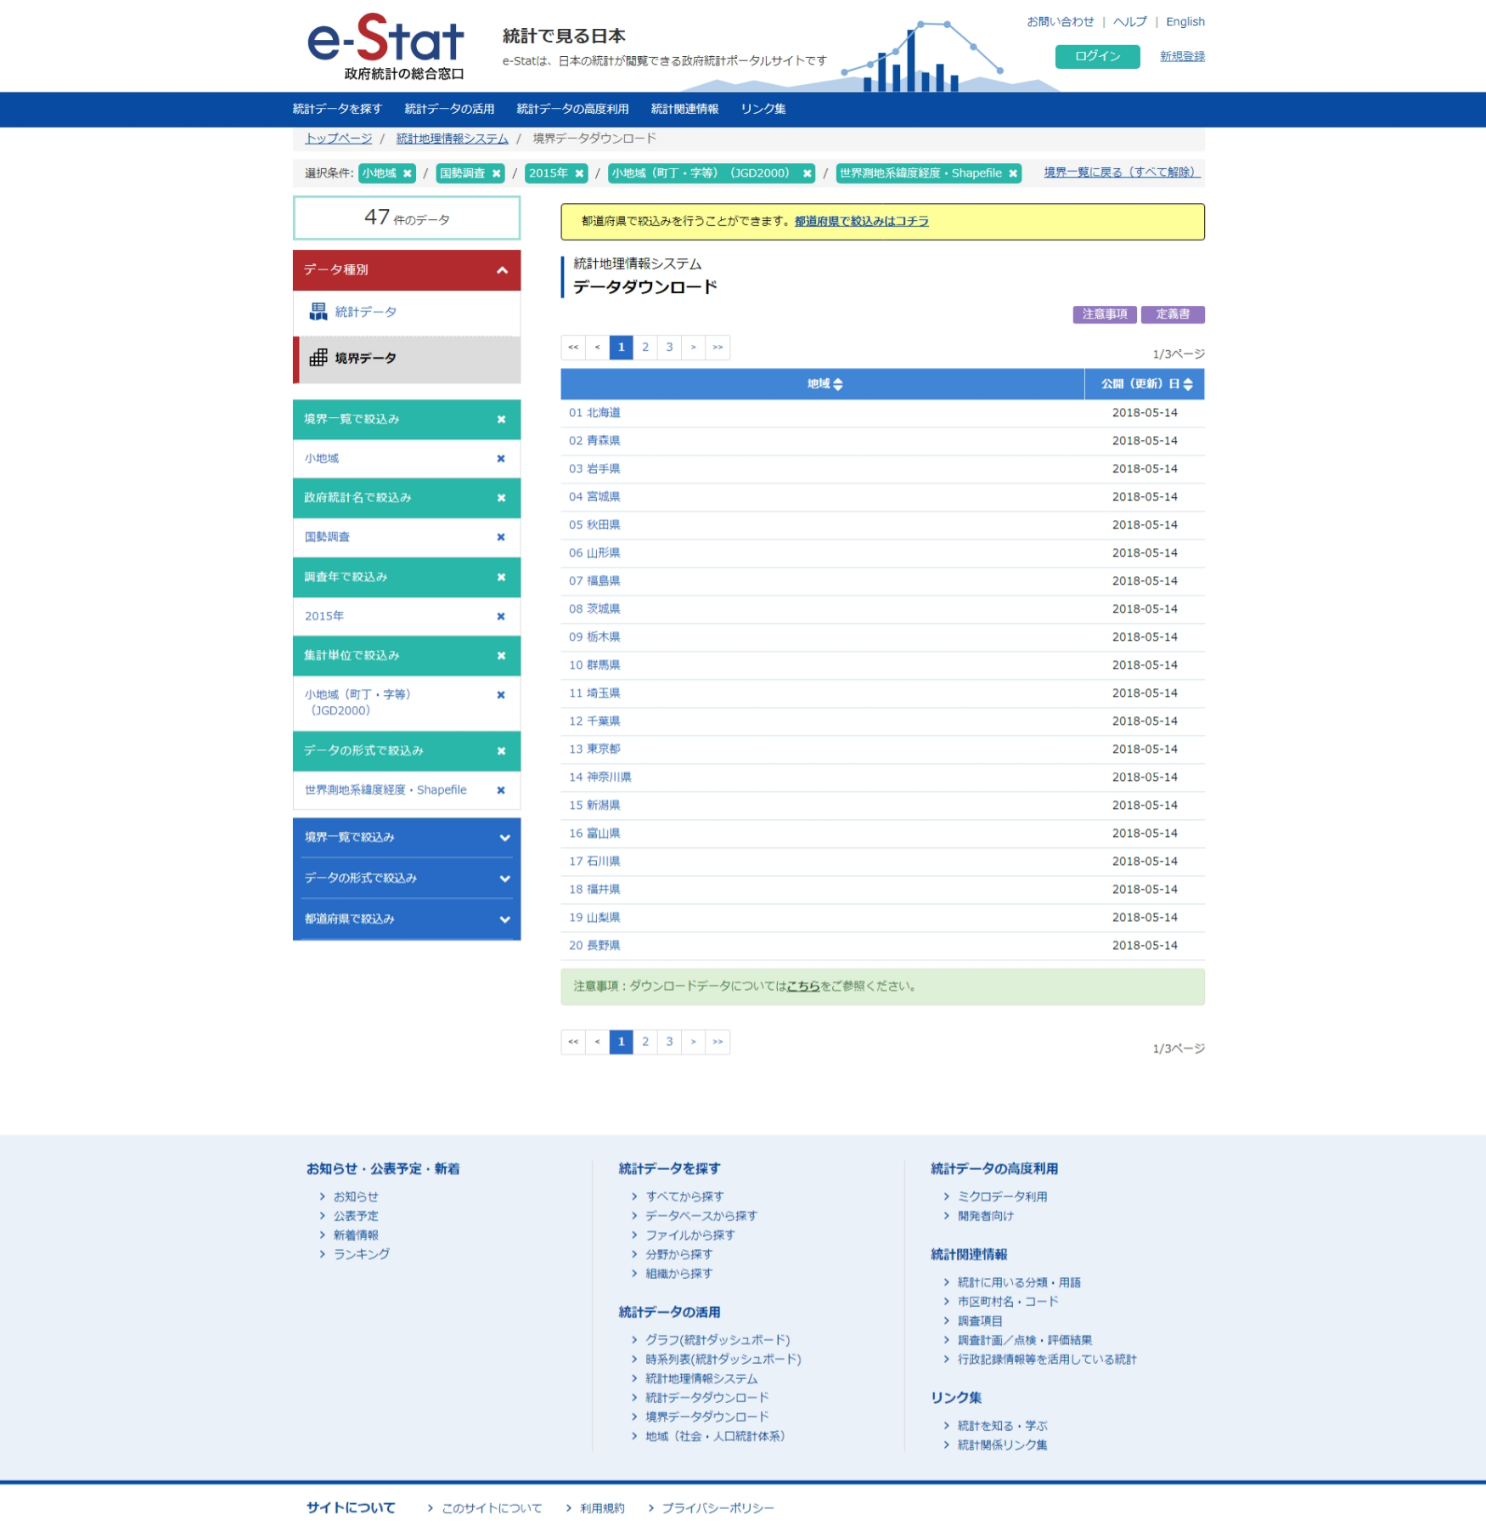 e-Stat
政府統計の総合窓口
統計で見る日本
e-Statは、日本の統計が閲覧できる政府統計ポータルサイトです
お問い合わせ | ヘルプ | English
ログイン 新規登録
統計データを探す 統計データの活用 統計データの高度利用 統計関連情報 リンク集
トップページ / 統計地理情報システム / 境界データダウンロード
選択条件: 小地域 × / 国勢調査 × / 2015年 × / 小地域（町丁・字等）（JGD2000） × / 世界測地系緯度経度・Shapefile × 境界一覧に戻る（すべて解除）
47 件のデータ
データ種別
統計データ
境界データ
境界一覧で絞込み ×
小地域 ×
政府統計名で絞込み ×
国勢調査 ×
調査年で絞込み ×
2015年 ×
集計単位で絞込み ×
小地域（町丁・字等） ×
（JGD2000）
データの形式で絞込み ×
世界測地系緯度経度・Shapefile ×
境界一覧で絞込み
データの形式で絞込み
都道府県で絞込み
都道府県で絞込みを行うことができます。都道府県で絞込みはコチラ
統計地理情報システム
データダウンロード
注意事項 定義書
<< < 1 2 3 > >>
1/3ページ
地域 公開（更新）日
01 北海道 2018-05-14
02 青森県 2018-05-14
03 岩手県 2018-05-14
04 宮城県 2018-05-14
05 秋田県 2018-05-14
06 山形県 2018-05-14
07 福島県 2018-05-14
08 茨城県 2018-05-14
09 栃木県 2018-05-14
10 群馬県 2018-05-14
11 埼玉県 2018-05-14
12 千葉県 2018-05-14
13 東京都 2018-05-14
14 神奈川県 2018-05-14
15 新潟県 2018-05-14
16 富山県 2018-05-14
17 石川県 2018-05-14
18 福井県 2018-05-14
19 山梨県 2018-05-14
20 長野県 2018-05-14
注意事項：ダウンロードデータについてはこちらをご参照ください。
<< < 1 2 3 > >>
1/3ページ
お知らせ・公表予定・新着
> お知らせ
> 公表予定
> 新着情報
> ランキング
統計データを探す
> すべてから探す
> データベースから探す
> ファイルから探す
> 分野から探す
> 組織から探す
統計データの活用
> グラフ(統計ダッシュボード)
> 時系列表(統計ダッシュボード)
> 統計地理情報システム
> 統計データダウンロード
> 境界データダウンロード
> 地域（社会・人口統計体系）
統計データの高度利用
> ミクロデータ利用
> 開発者向け
統計関連情報
> 統計に用いる分類・用語
> 市区町村名・コード
> 調査項目
> 調査計画／点検・評価結果
> 行政記録情報等を活用している統計
リンク集
> 統計を知る・学ぶ
> 統計関係リンク集
サイトについて > このサイトについて > 利用規約 > プライバシーポリシー